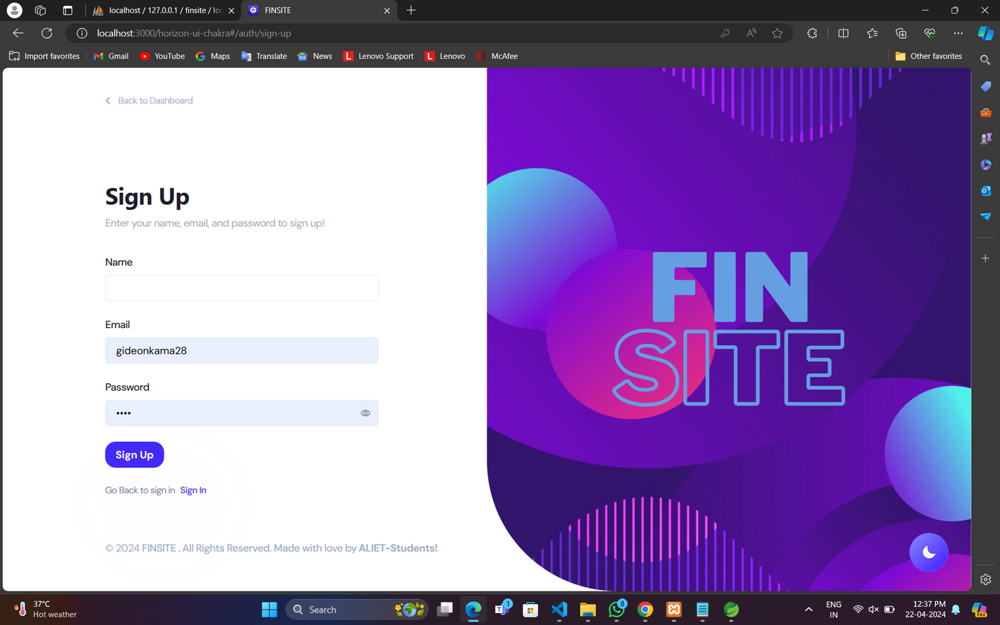 localhost / 127.0.0.1 / finsite / log
FINSITE
localhost:3000/horizon-ui-chakra#/auth/sign-up
Import favorites
Gmail
YouTube
Maps
Translate
News
Lenovo Support
Lenovo
McAfee
Other favorites
Back to Dashboard
Sign Up
Enter your name, email, and password to sign up!
Name
Email
gideonkama28
Password
••••
Sign Up
Go Back to sign in Sign In
© 2024 FINSITE . All Rights Reserved. Made with love by ALIET-Students!
FIN
SITE
37°C
Hot weather
Search
1
8
ENG
IN
12:37 PM
22-04-2024
PRE